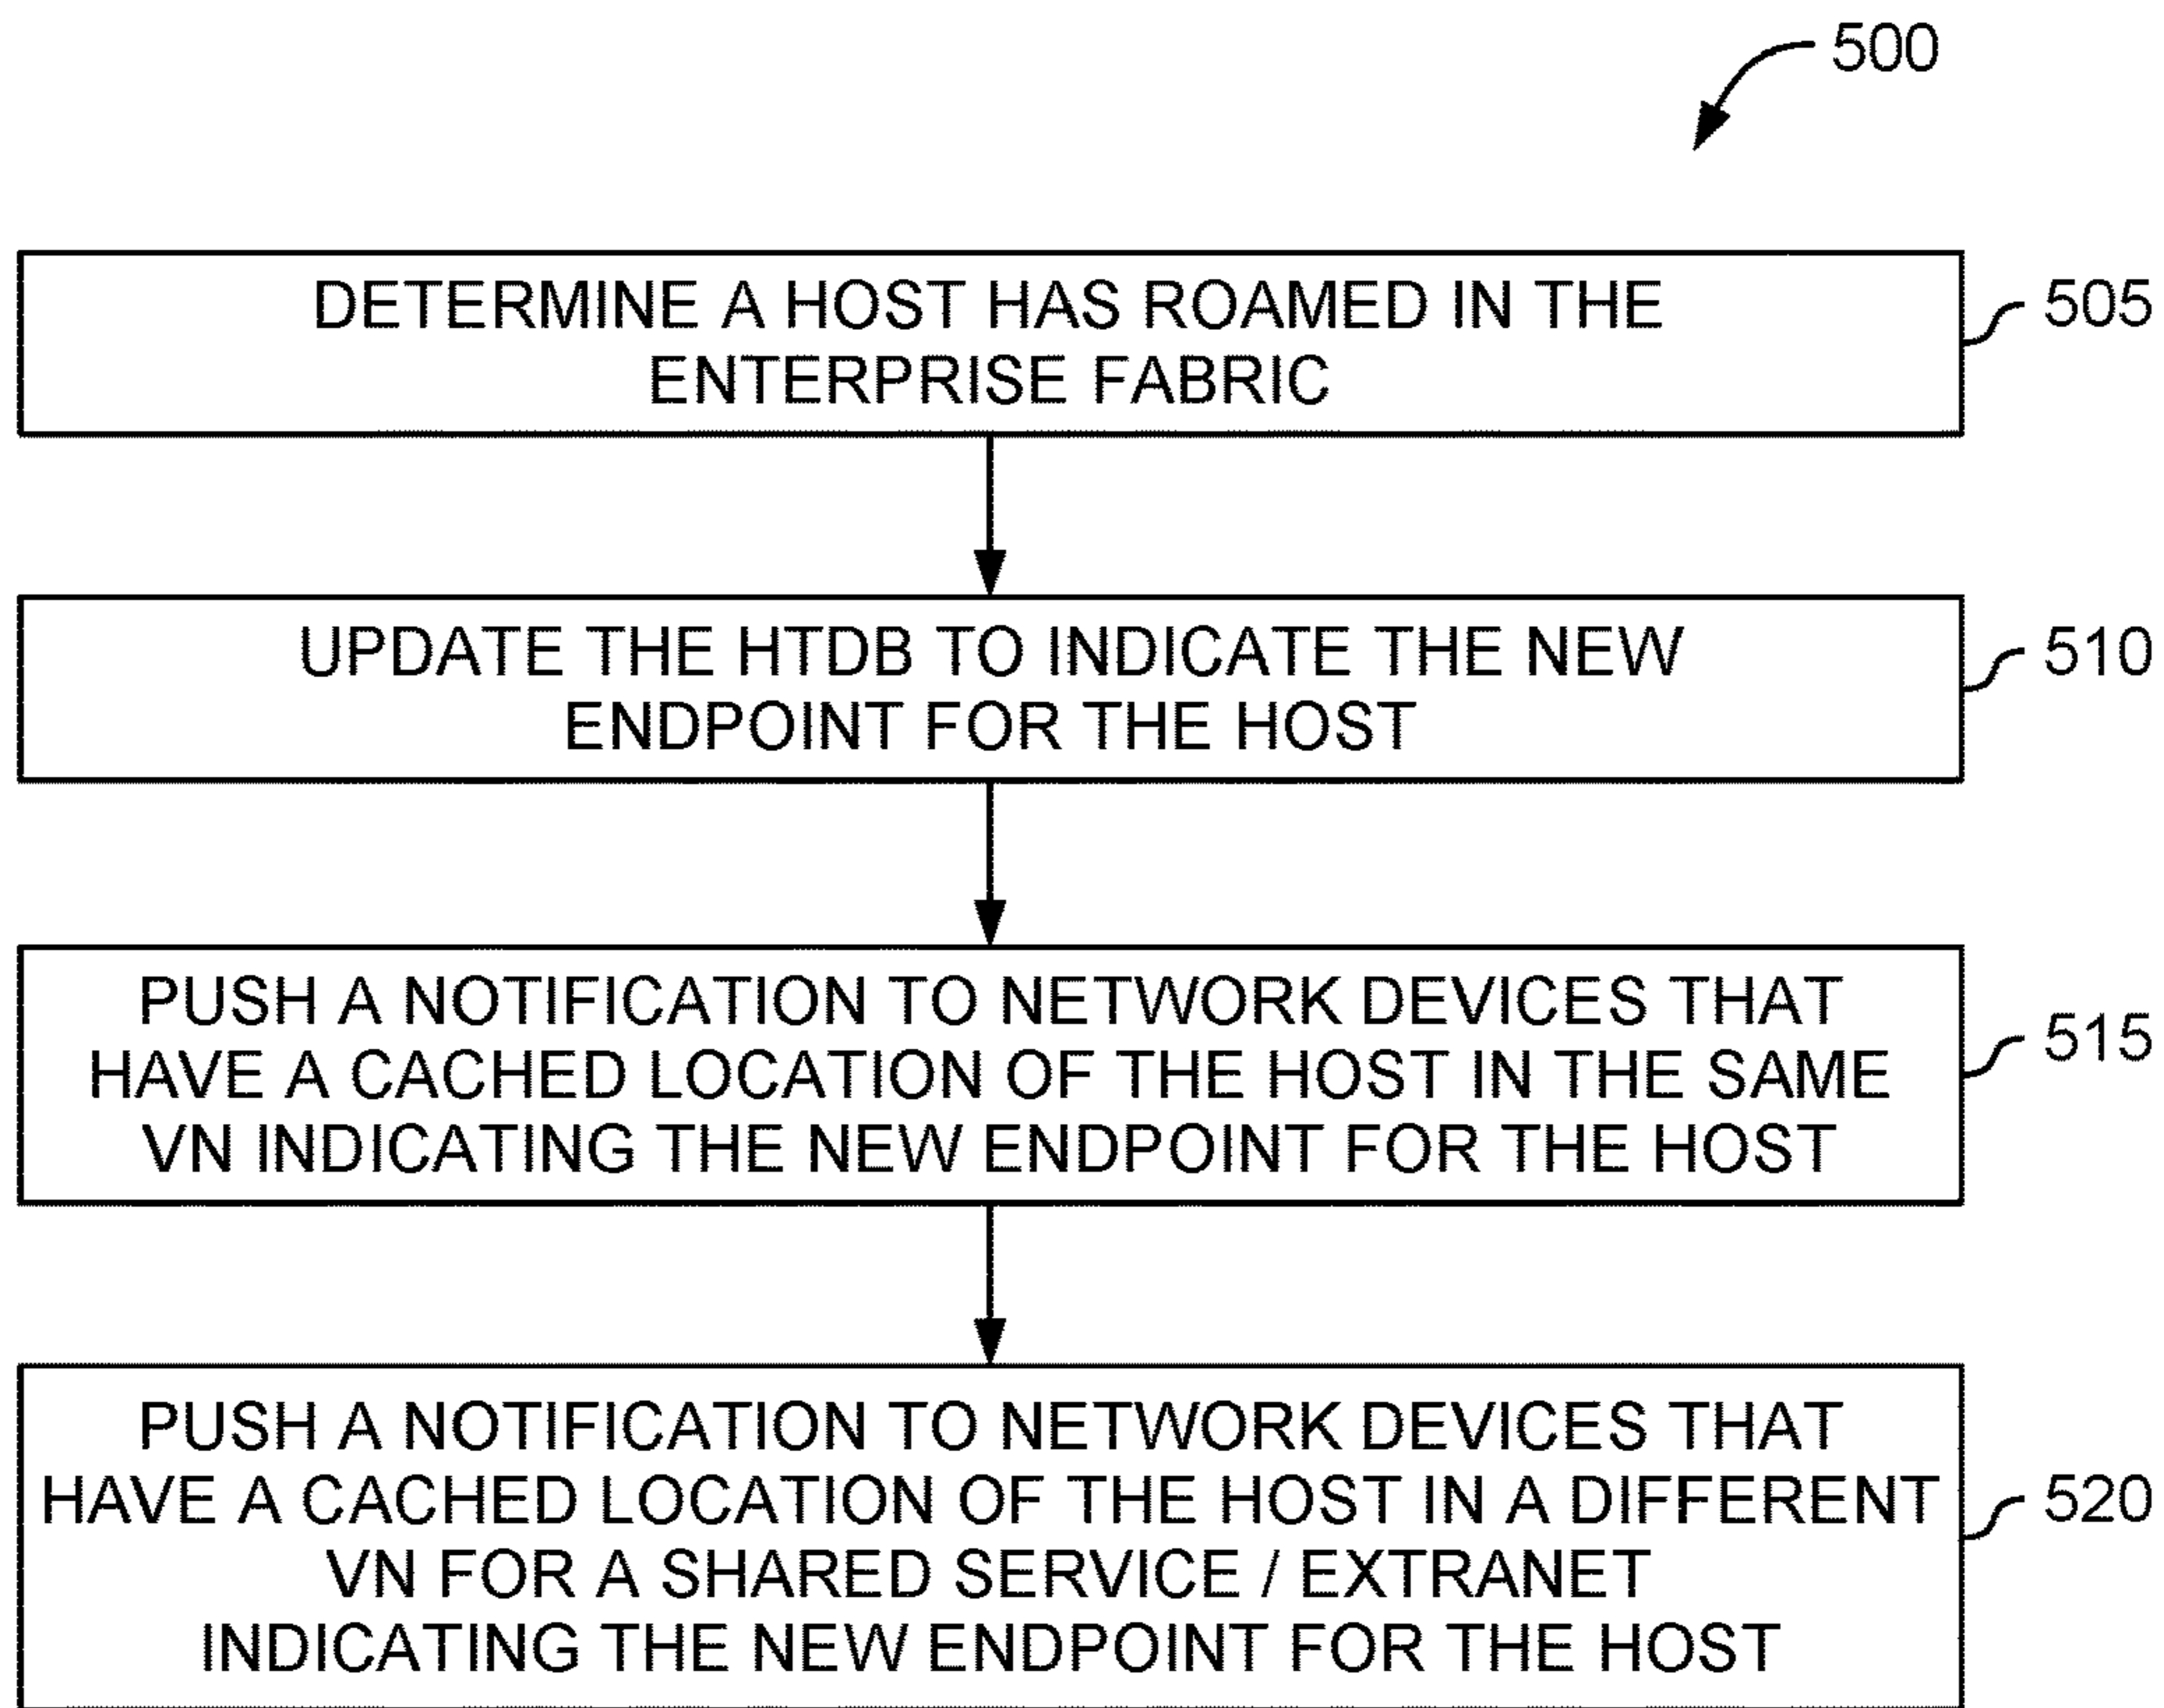 500
DETERMINE A HOST HAS ROAMED IN THE
ENTERPRISE FABRIC
505
UPDATE THE HTDB TO INDICATE THE NEW
ENDPOINT FOR THE HOST
510
PUSH A NOTIFICATION TO NETWORK DEVICES THAT
HAVE A CACHED LOCATION OF THE HOST IN THE SAME
VN INDICATING THE NEW ENDPOINT FOR THE HOST
515
PUSH A NOTIFICATION TO NETWORK DEVICES THAT
HAVE A CACHED LOCATION OF THE HOST IN A DIFFERENT
VN FOR A SHARED SERVICE / EXTRANET
INDICATING THE NEW ENDPOINT FOR THE HOST
520